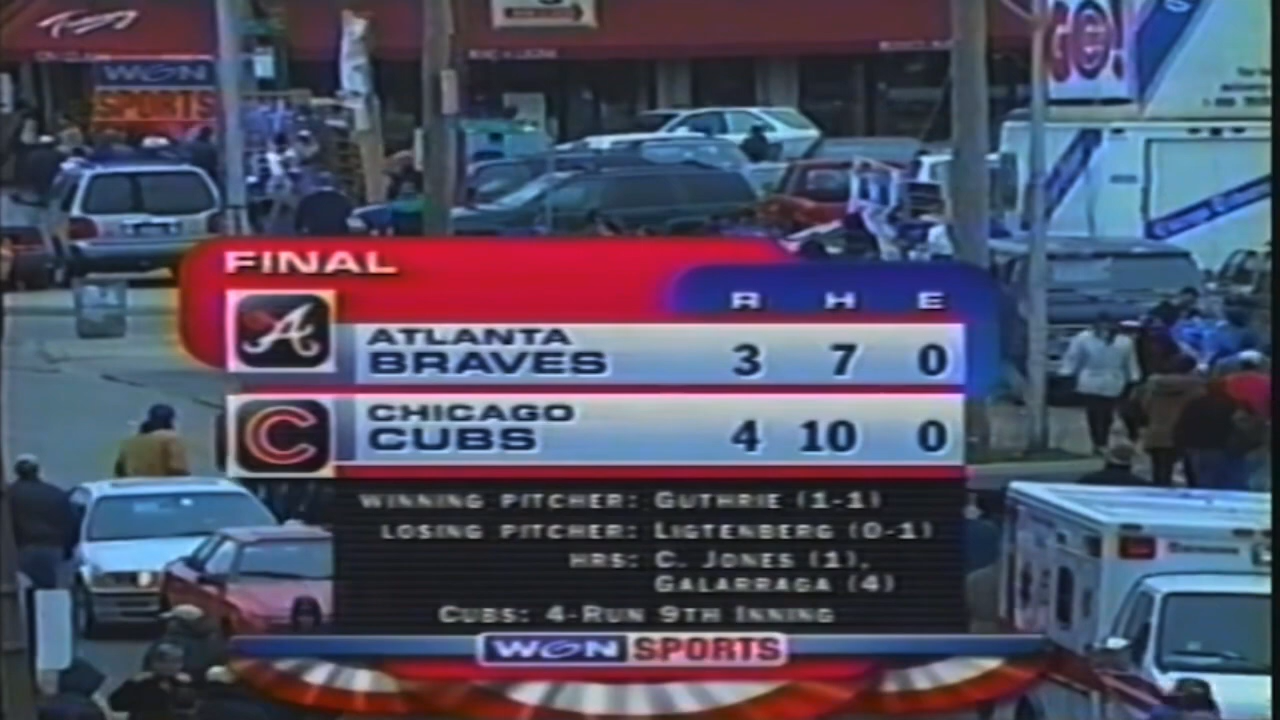 WGN
SPORTS
GO!
FINAL
R H E
ATLANTA
BRAVES 3 7 0
CHICAGO
CUBS 4 10 0
WINNING PITCHER: GUTHRIE (1-1)
LOSING PITCHER: LIGTENBERG (0-1)
HRS: C. JONES (1),
GALARRAGA (4)
CUBS: 4-RUN 9TH INNING
WGN SPORTS